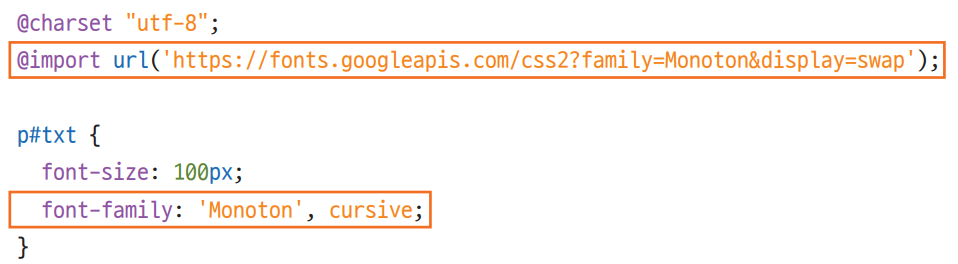 @charset "utf-8";
@import url('https://fonts.googleapis.com/css2?family=Monoton&display=swap');
p#txt {
font-size: 100px;
font-family: 'Monoton', cursive;
}